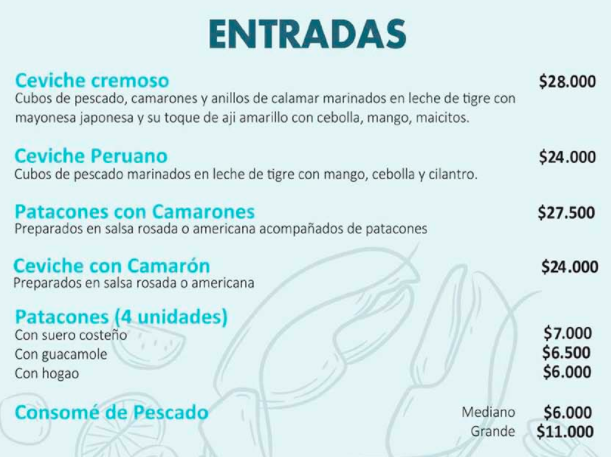 ENTRADAS
Ceviche cremoso $28.000
Cubos de pescado, camarones y anillos de calamar marinados en leche de tigre con
mayonesa japonesa y su toque de aji amarillo con cebolla, mango, maicitos.
Ceviche Peruano $24.000
Cubos de pescado marinados en leche de tigre con mango, cebolla y cilantro.
Patacones con Camarones $27.500
Preparados en salsa rosada o americana acompañados de patacones
Ceviche con Camarón $24.000
Preparados en salsa rosada o americana
Patacones (4 unidades)
Con suero costeño $7.000
Con guacamole $6.500
Con hogao $6.000
Consomé de Pescado Mediano $6.000
Grande $11.000